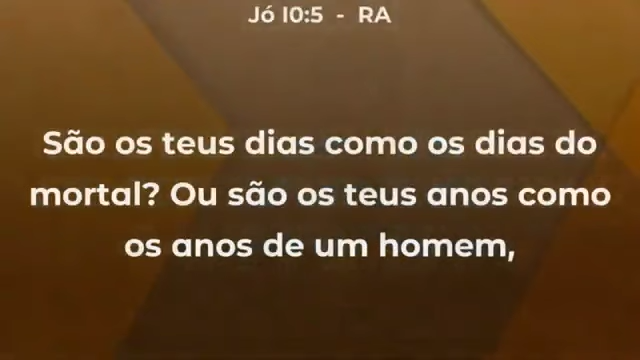 Jó 10:5 - RA
São os teus dias como os dias do
mortal? Ou são os teus anos como
os anos de um homem,